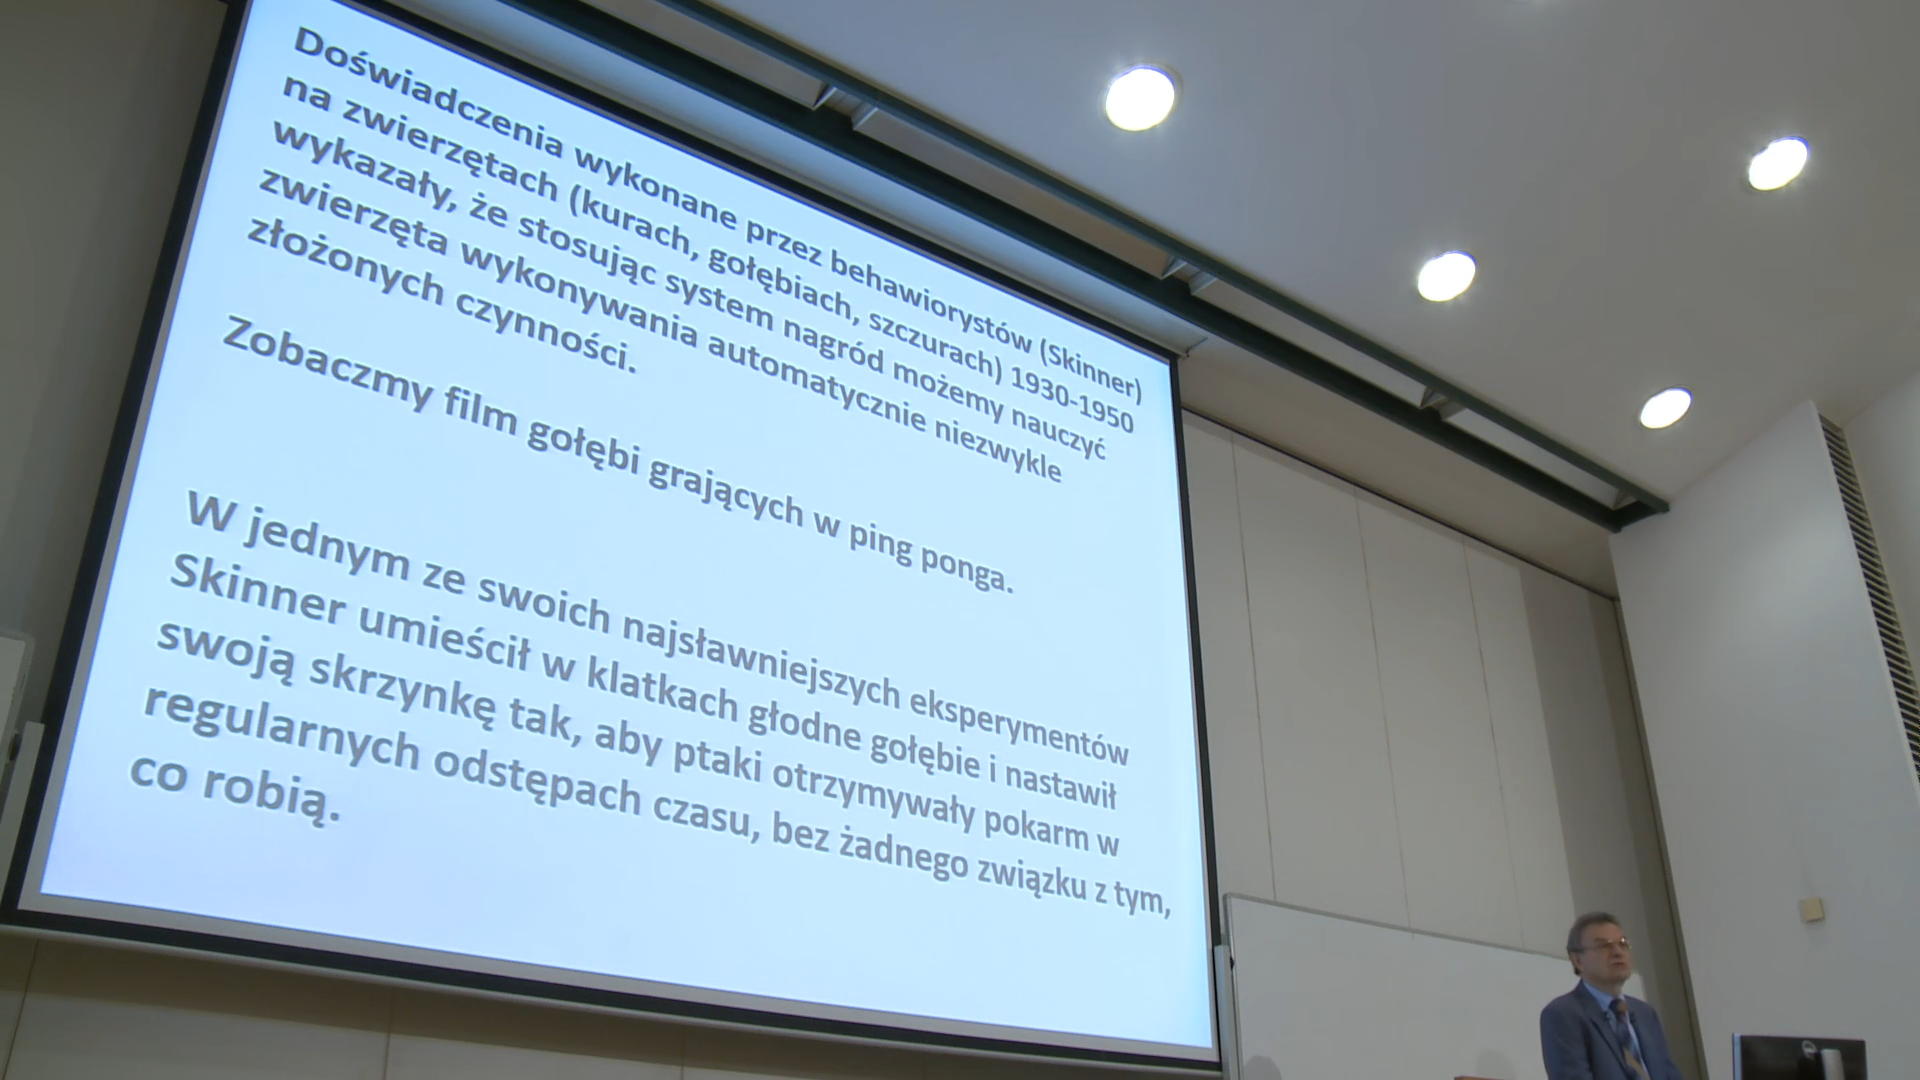 Doświadczenia wykonane przez behawiorystów (Skinner)
na zwierzętach (kurach, gołębiach, szczurach) 1930-1950
wykazały, że stosując system nagród możemy nauczyć
zwierzęta wykonywania automatycznie niezwykle
złożonych czynności.
Zobaczmy film gołębi grających w ping ponga.
W jednym ze swoich najsławniejszych eksperymentów
Skinner umieścił w klatkach głodne gołębie i nastawił
swoją skrzynkę tak, aby ptaki otrzymywały pokarm w
regularnych odstępach czasu, bez żadnego związku z tym,
co robią.